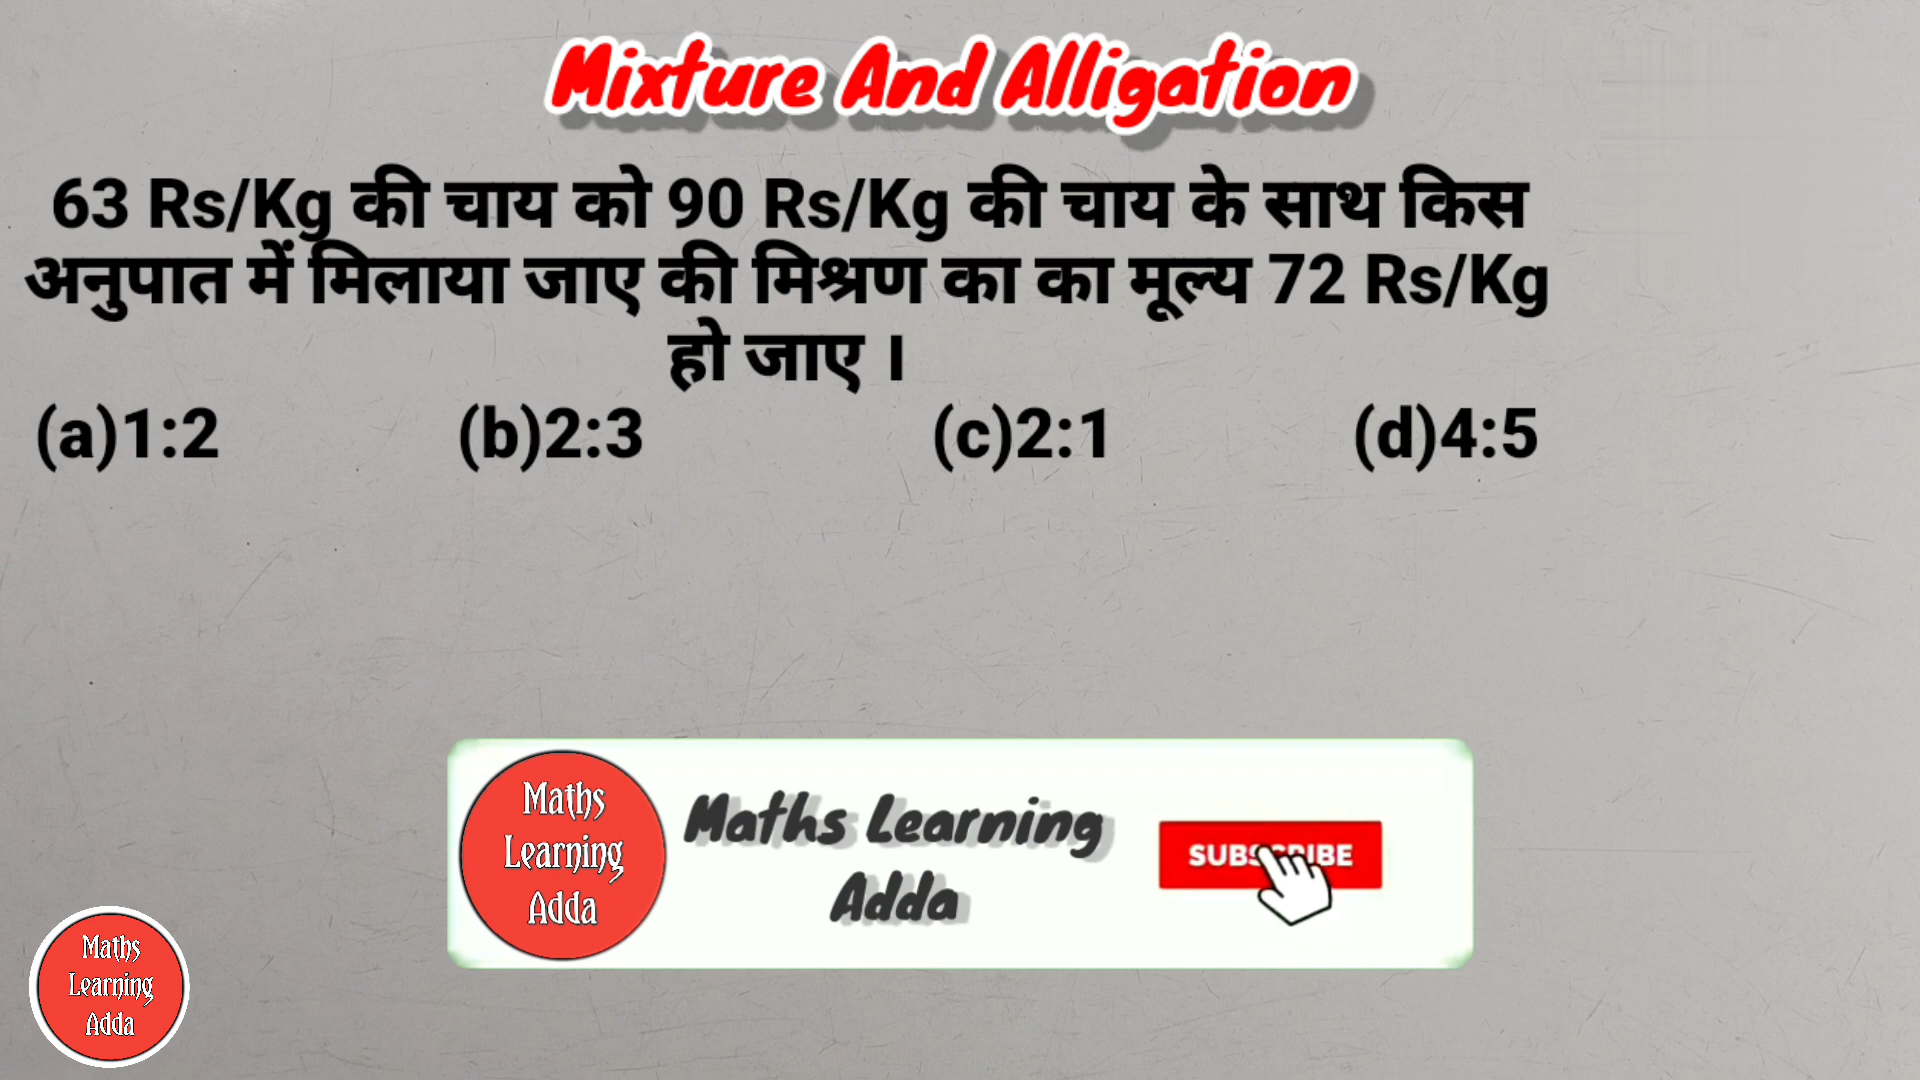 Mixture And Alligation
63 Rs/Kg की चाय को 90 Rs/Kg की चाय के साथ किस
अनुपात में मिलाया जाए की मिश्रण का का मूल्य 72 Rs/Kg
हो जाए ।
(a)1:2 (b)2:3 (c)2:1 (d)4:5
Maths
Learning
Adda
Maths Learning
Adda
SUBSCRIBE
Maths
Learning
Adda